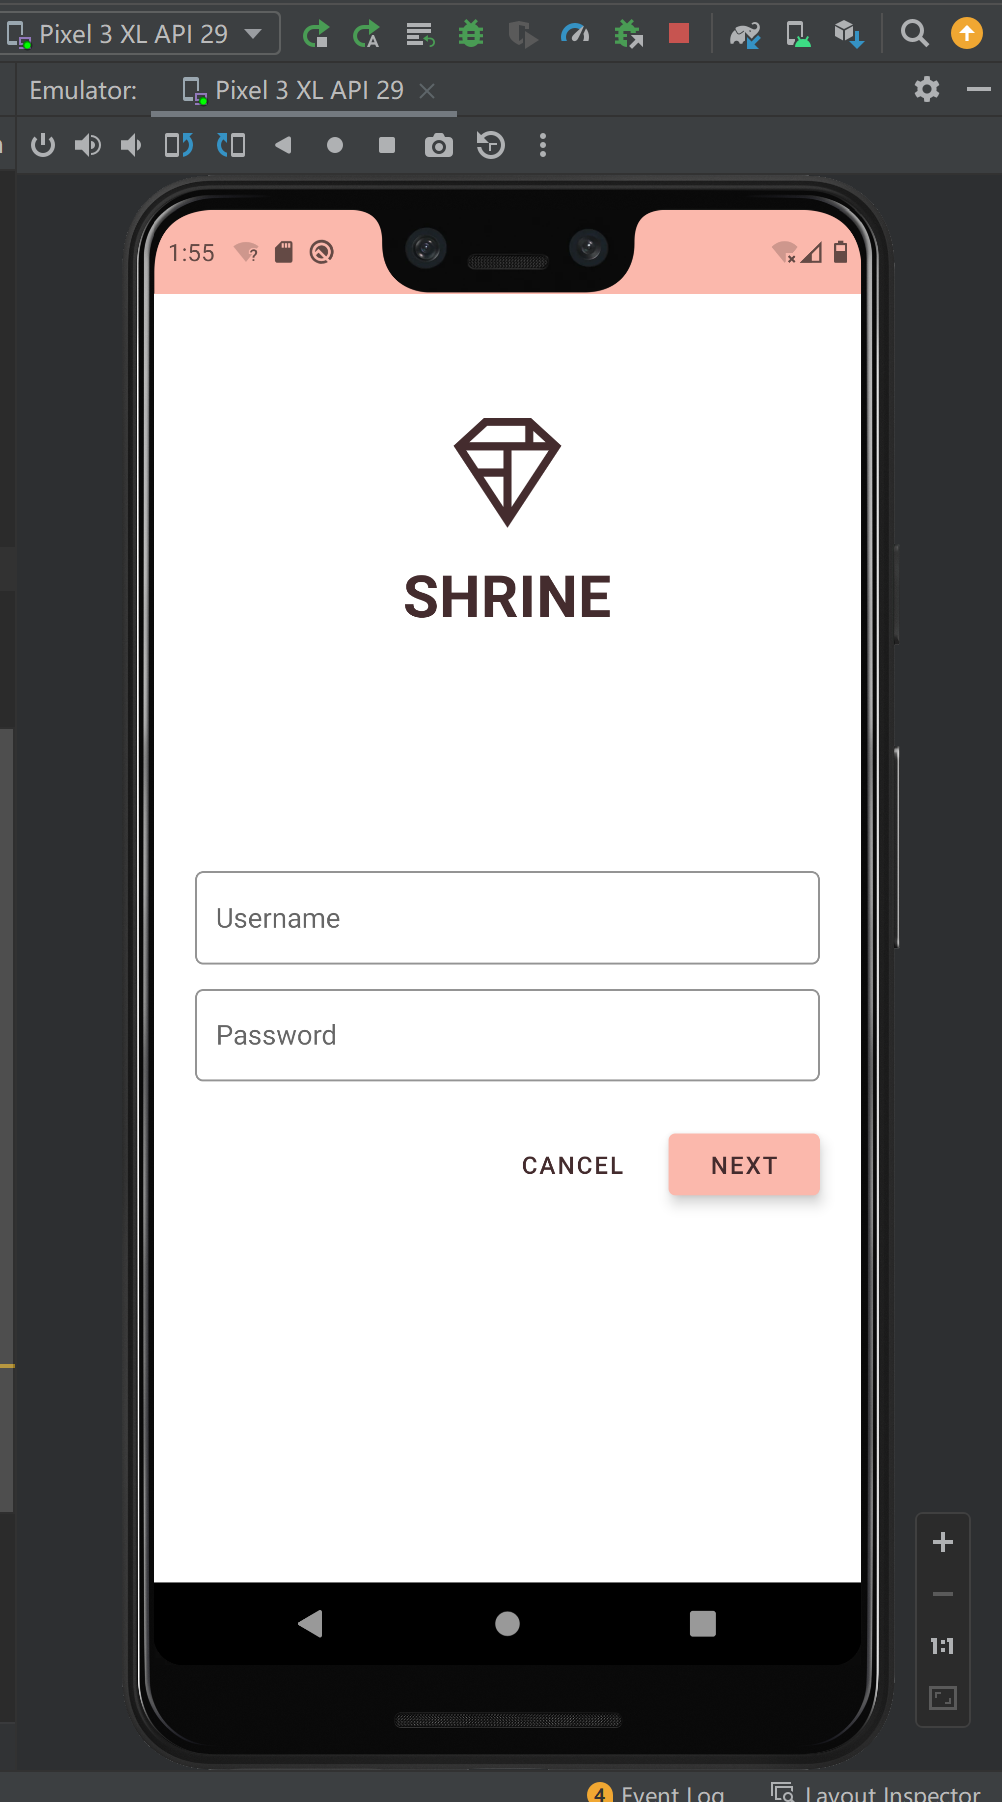 Pixel 3 XL API 29
Emulator:
Pixel 3 XL API 29
1:55
SHRINE
Username
Password
CANCEL
NEXT
1:1
4 Event Log
Layout Inspector